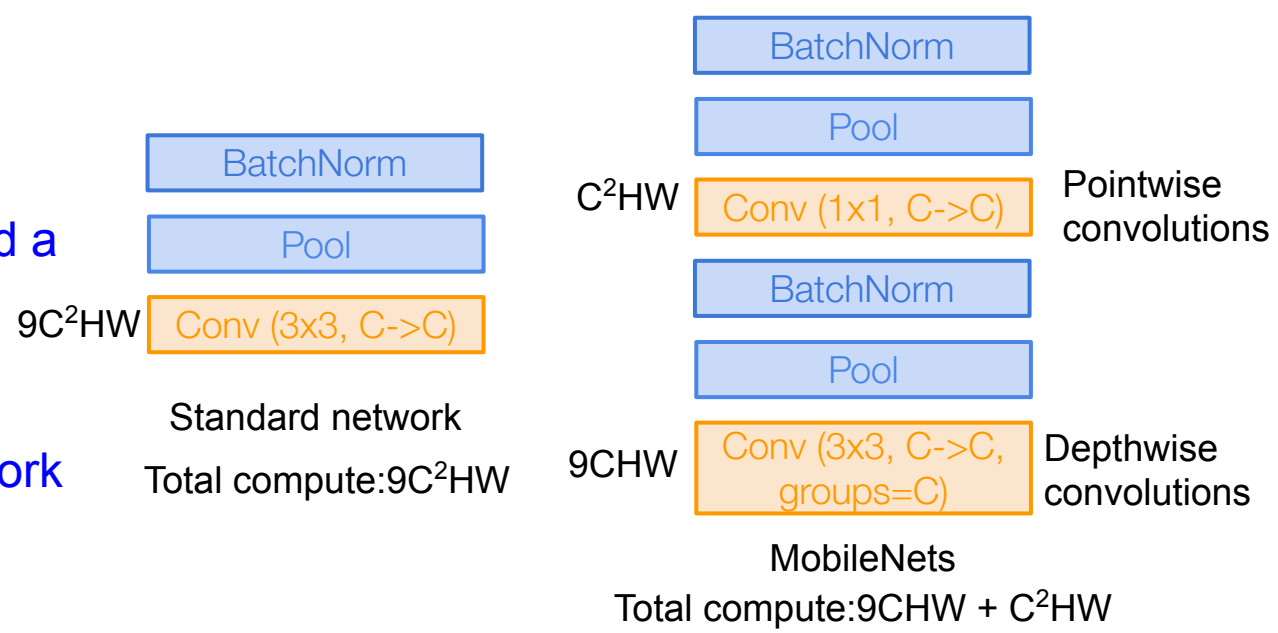 d a
ork
BatchNorm
Pool
9C²HW
Conv (3x3, C->C)
Standard network
Total compute:9C²HW
BatchNorm
Pool
C²HW
Conv (1x1, C->C)
Pointwise
convolutions
BatchNorm
Pool
9CHW
Conv (3x3, C->C,
groups=C)
Depthwise
convolutions
MobileNets
Total compute:9CHW + C²HW